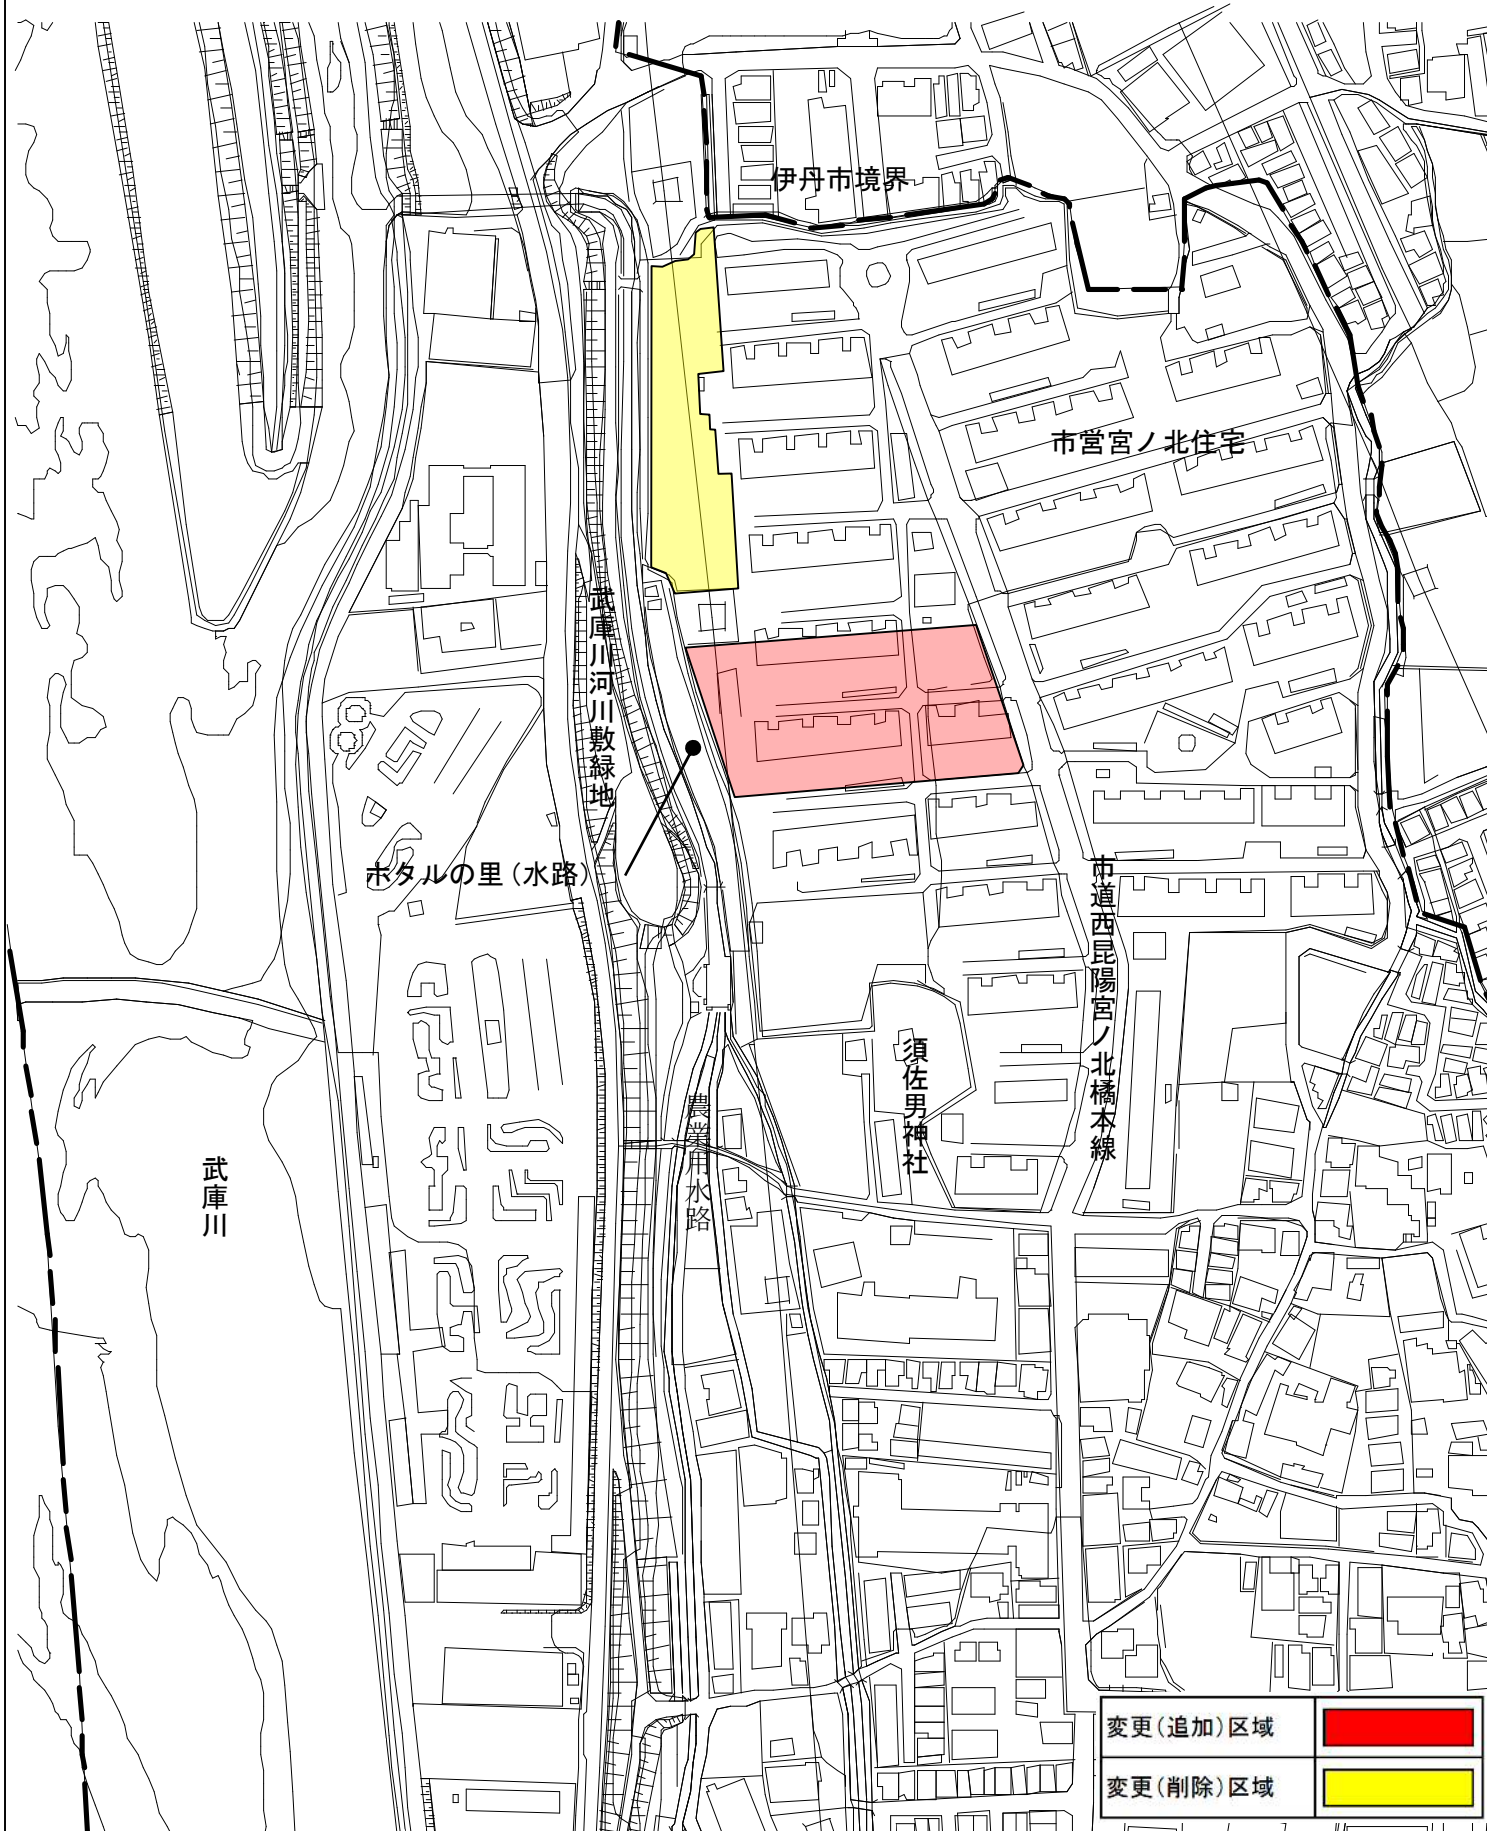 伊丹市境界
市営宮ノ北住宅
武庫川河川敷緑地
ホタルの里（水路）
市道西昆陽宮ノ北橋本線
須佐男神社
農業用水路
武庫川
変更（追加）区域
変更（削除）区域